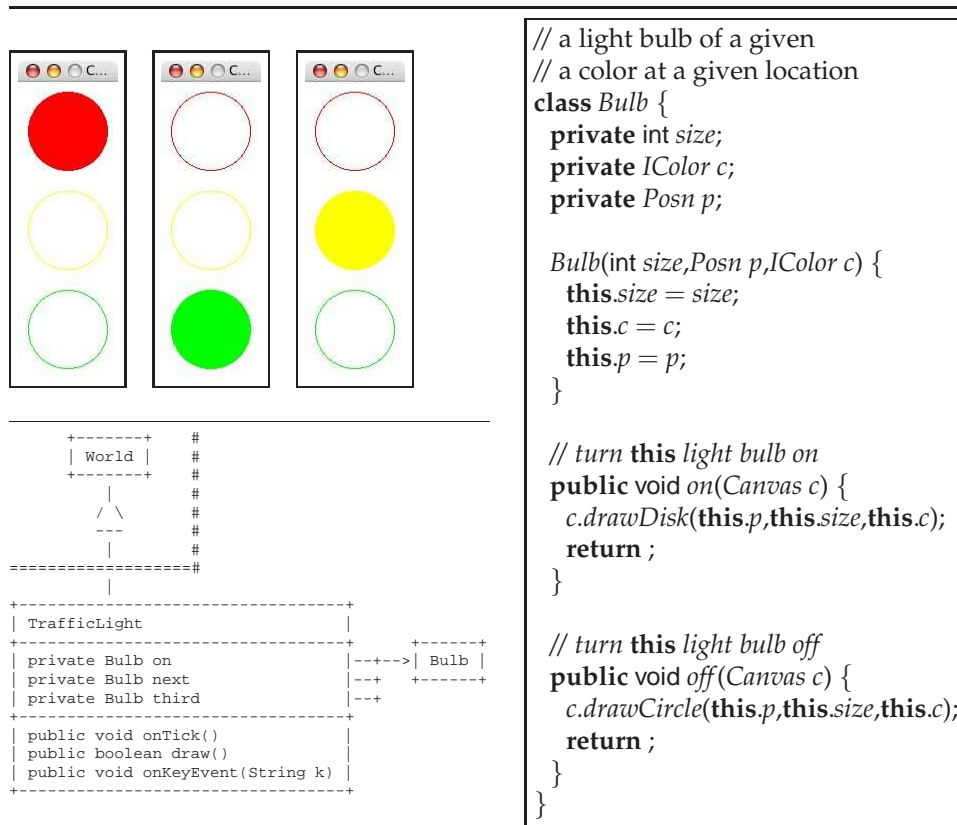 C...
C...
C...
+-------+    #
| World |    #
+-------+    #
|        #
/ \       #
---       #
|        #
===================#
|
+----------------------------------+
| TrafficLight                     |
+----------------------------------+      +------+
| private Bulb on                  |--+-->| Bulb |
| private Bulb next                |--+   +------+
| private Bulb third               |--+
+----------------------------------+
| public void onTick()             |
| public boolean draw()            |
| public void onKeyEvent(String k) |
+----------------------------------+
// a light bulb of a given
// a color at a given location
class Bulb {
private int size;
private IColor c;
private Posn p;
Bulb(int size,Posn p,IColor c) {
this.size = size;
this.c = c;
this.p = p;
}
// turn this light bulb on
public void on(Canvas c) {
c.drawDisk(this.p,this.size,this.c);
return ;
}
// turn this light bulb off
public void off(Canvas c) {
c.drawCircle(this.p,this.size,this.c);
return ;
}
}